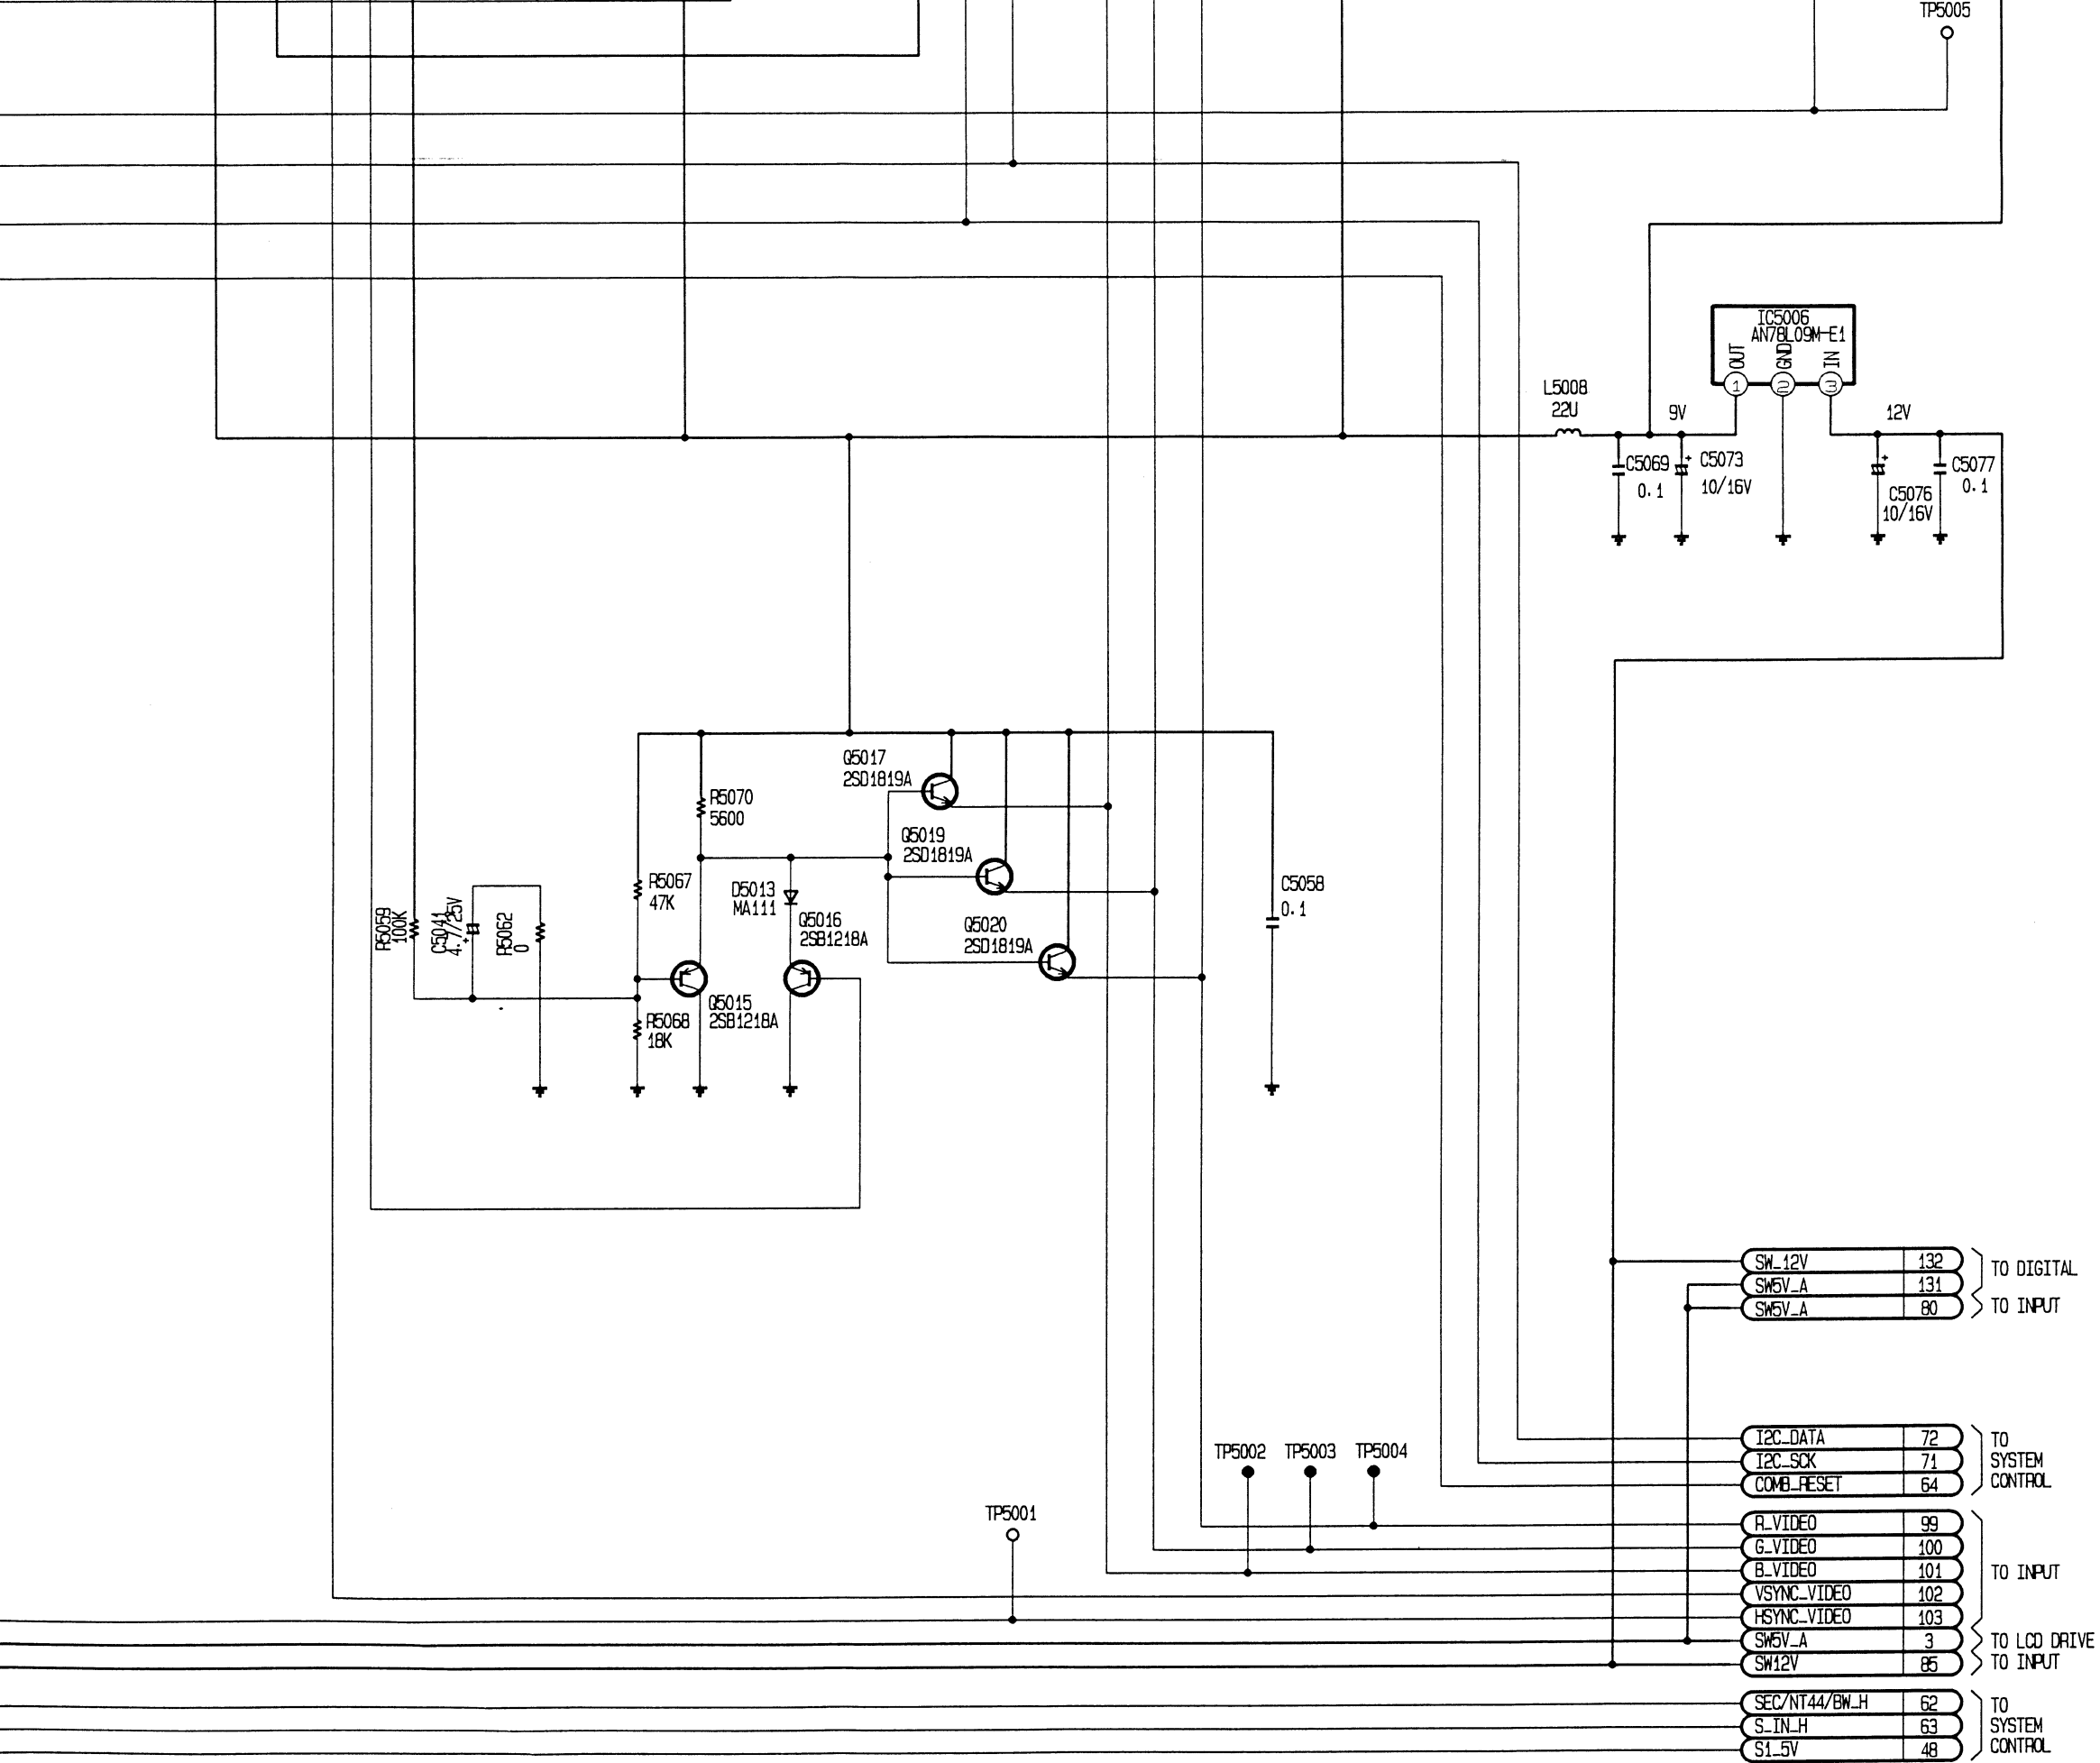 TP5005
IC5006
AN78L09M-E1
OUT
GND
IN
1
2
3
L5008
22U
9V
12V
C5069
0.1
C5073
10/16V
C5076
10/16V
C5077
0.1
Q5017
2SD1819A
R5070
5600
Q5019
2SD1819A
R5067
47K
D5013
MA111
Q5016
2SB1218A
C5058
0.1
R5059
100K
C5041
4.7/25V
R5062
0
Q5020
2SD1819A
Q5015
2SB1218A
R5068
18K
SW_12V 132
SW5V_A 131
SW5V_A 80
TO DIGITAL
TO INPUT
I2C_DATA 72
I2C_SCK 71
COMB_RESET 64
TO
SYSTEM
CONTROL
TP5002
TP5003
TP5004
TP5001
R_VIDEO 99
G_VIDEO 100
B_VIDEO 101
VSYNC_VIDEO 102
HSYNC_VIDEO 103
TO INPUT
SW5V_A 3
TO LCD DRIVE
SW12V 85
TO INPUT
SEC/NT44/BW_H 62
S_IN_H 63
S1_5V 48
TO
SYSTEM
CONTROL